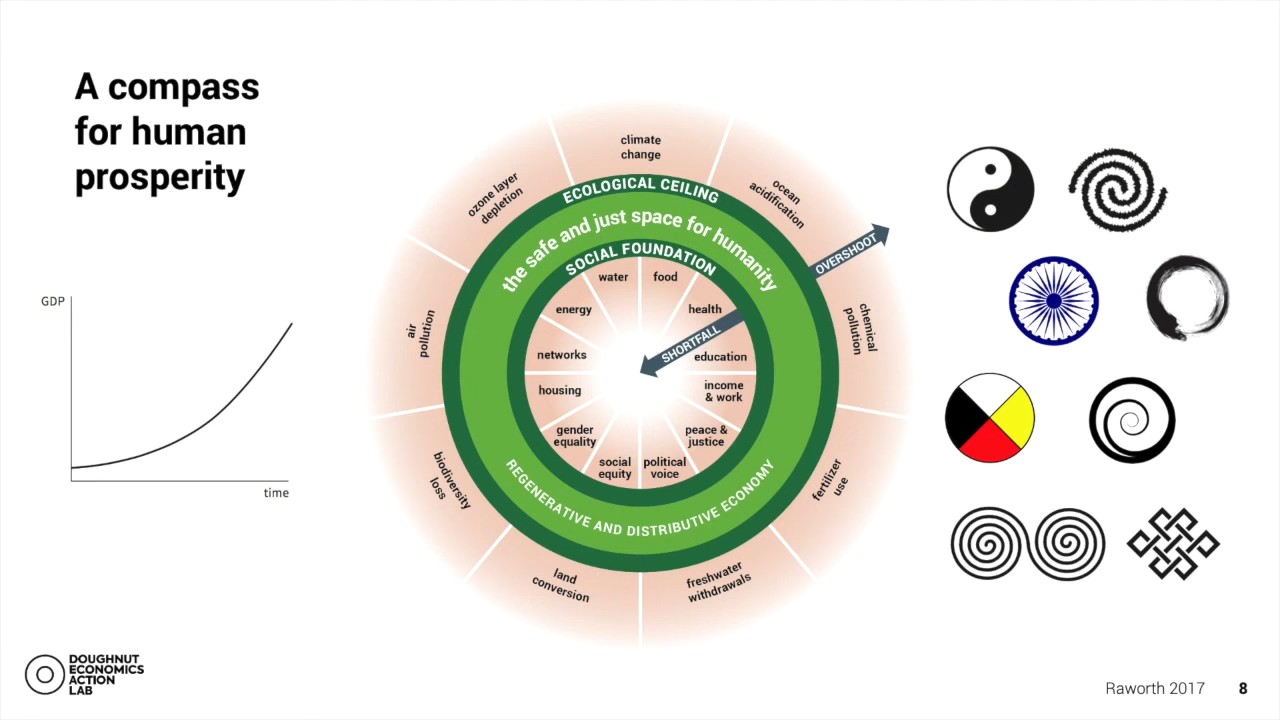 A compass
for human
prosperity
GDP
time
climate
change
ocean
acidification
chemical
pollution
fertilizer
use
freshwater
withdrawals
land
conversion
biodiversity
loss
air
pollution
ozone layer
depletion
ECOLOGICAL CEILING
the safe and just space for humanity
SOCIAL FOUNDATION
OVERSHOOT
SHORTFALL
water
food
health
education
income
& work
peace &
justice
political
voice
social
equity
gender
equality
housing
networks
energy
REGENERATIVE AND DISTRIBUTIVE ECONOMY
DOUGHNUT
ECONOMICS
ACTION
LAB
Raworth 2017
8